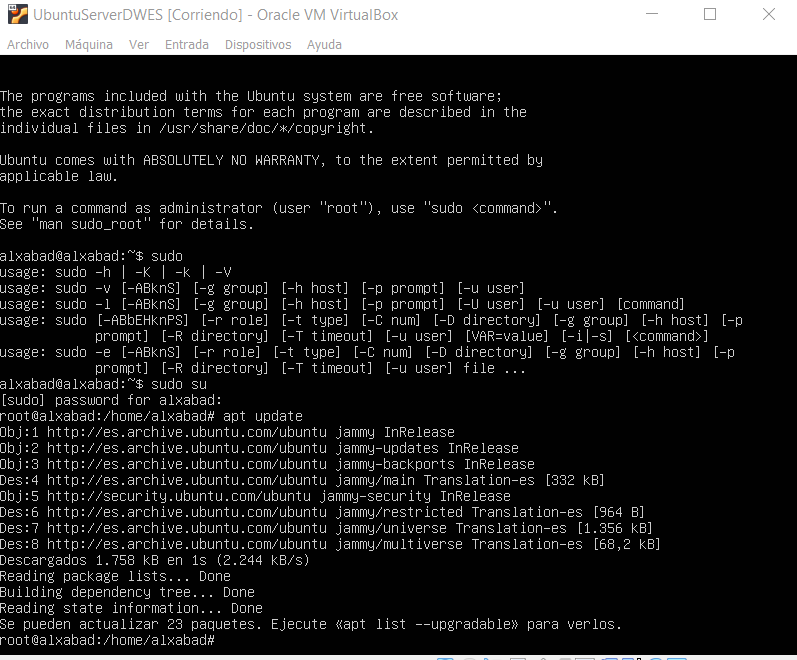 UbuntuServerDWES [Corriendo] - Oracle VM VirtualBox
Archivo Máquina Ver Entrada Dispositivos Ayuda
The programs included with the Ubuntu system are free software;
the exact distribution terms for each program are described in the
individual files in /usr/share/doc/*/copyright.
Ubuntu comes with ABSOLUTELY NO WARRANTY, to the extent permitted by
applicable law.
To run a command as administrator (user "root"), use "sudo <command>".
See "man sudo_root" for details.
alxabad@alxabad:~$ sudo
usage: sudo -h | -K | -k | -V
usage: sudo -v [-ABknS] [-g group] [-h host] [-p prompt] [-u user]
usage: sudo -l [-ABknS] [-g group] [-h host] [-p prompt] [-U user] [-u user] [command]
usage: sudo [-ABbEHknPS] [-r role] [-t type] [-C num] [-D directory] [-g group] [-h host] [-p
prompt] [-R directory] [-T timeout] [-u user] [VAR=value] [-i|-s] [<command>]
usage: sudo -e [-ABknS] [-r role] [-t type] [-C num] [-D directory] [-g group] [-h host] [-p
prompt] [-R directory] [-T timeout] [-u user] file ...
alxabad@alxabad:~$ sudo su
[sudo] password for alxabad:
root@alxabad:/home/alxabad# apt update
Obj:1 http://es.archive.ubuntu.com/ubuntu jammy InRelease
Obj:2 http://es.archive.ubuntu.com/ubuntu jammy-updates InRelease
Obj:3 http://es.archive.ubuntu.com/ubuntu jammy-backports InRelease
Des:4 http://es.archive.ubuntu.com/ubuntu jammy/main Translation-es [332 kB]
Obj:5 http://security.ubuntu.com/ubuntu jammy-security InRelease
Des:6 http://es.archive.ubuntu.com/ubuntu jammy/restricted Translation-es [964 B]
Des:7 http://es.archive.ubuntu.com/ubuntu jammy/universe Translation-es [1.356 kB]
Des:8 http://es.archive.ubuntu.com/ubuntu jammy/multiverse Translation-es [68,2 kB]
Descargados 1.758 kB en 1s (2.244 kB/s)
Reading package lists... Done
Building dependency tree... Done
Reading state information... Done
Se pueden actualizar 23 paquetes. Ejecute «apt list --upgradable» para verlos.
root@alxabad:/home/alxabad#